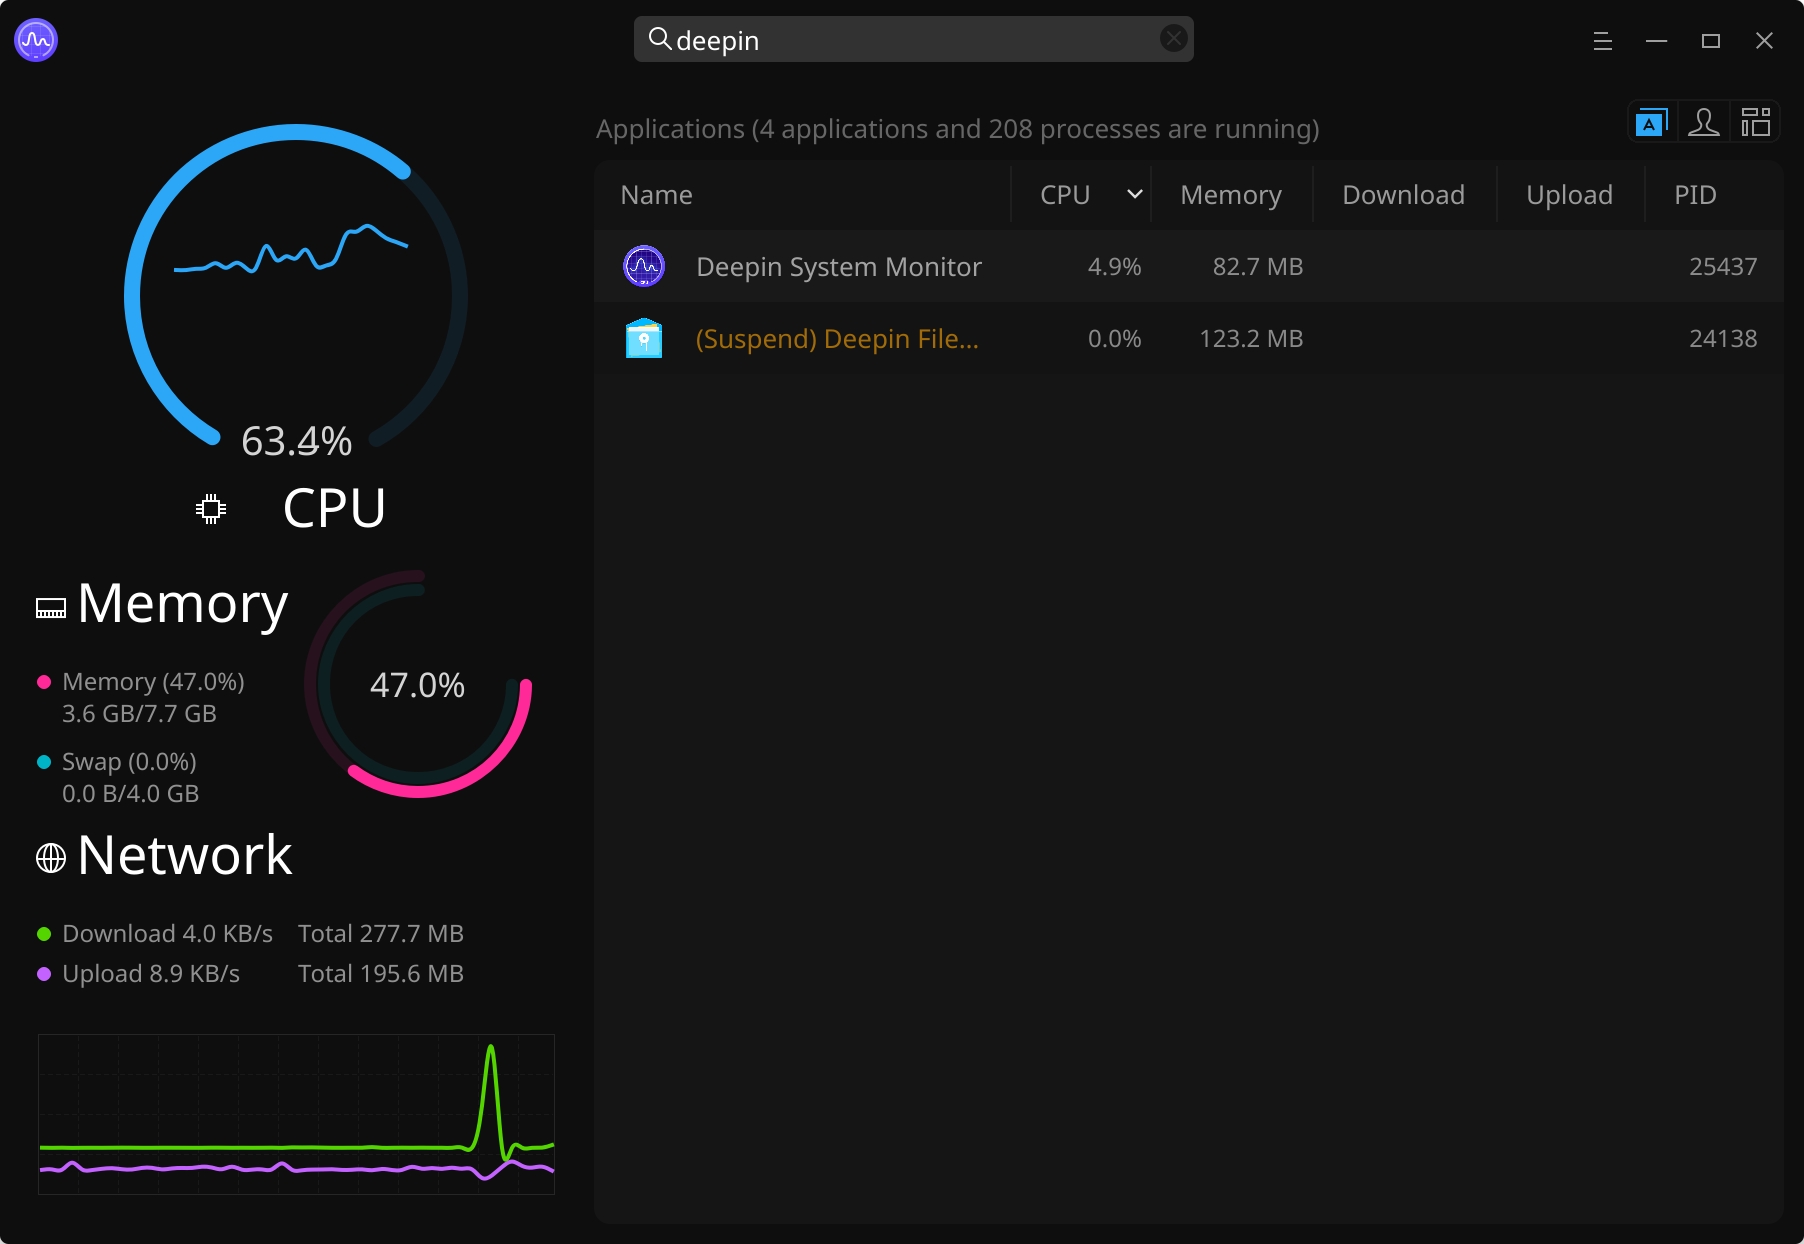 deepin
Applications (4 applications and 208 processes are running)
Name CPU Memory Download Upload PID
Deepin System Monitor 4.9% 82.7 MB 25437
(Suspend) Deepin File... 0.0% 123.2 MB 24138
63.4%
CPU
Memory
Memory (47.0%)
3.6 GB/7.7 GB
47.0%
Swap (0.0%)
0.0 B/4.0 GB
Network
Download 4.0 KB/s Total 277.7 MB
Upload 8.9 KB/s Total 195.6 MB